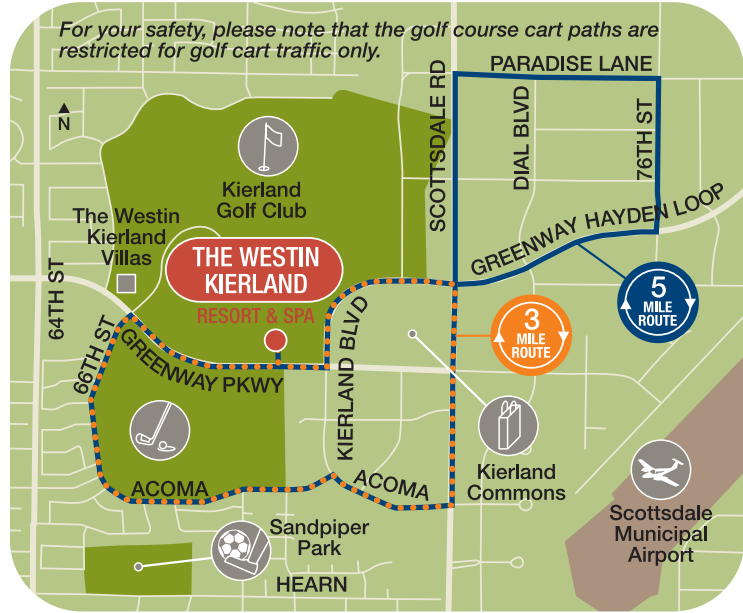 For your safety, please note that the golf course cart paths are
restricted for golf cart traffic only.
N
PARADISE LANE
SCOTTSDALE RD
DIAL BLVD
76TH ST
Kierland
Golf Club
The Westin
Kierland
Villas
THE WESTIN
KIERLAND
RESORT & SPA
GREENWAY HAYDEN LOOP
5
MILE
ROUTE
3
MILE
ROUTE
64TH ST
66TH ST
GREENWAY PKWY
KIERLAND BLVD
ACOMA
ACOMA
Kierland
Commons
Scottsdale
Municipal
Airport
Sandpiper
Park
HEARN